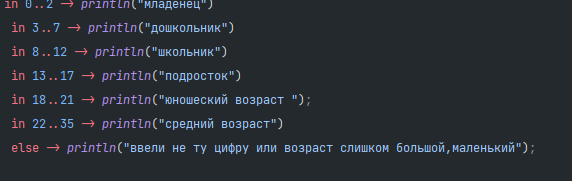 in 0..2 -> println("младенец")
in 3..7 -> println("дошкольник")
in 8..12 -> println("школьник")
in 13..17 -> println("подросток")
in 18..21 -> println("юношеский возраст ");
in 22..35 -> println("средний возраст")
else -> println("ввели не ту цифру или возраст слишком большой,маленький");